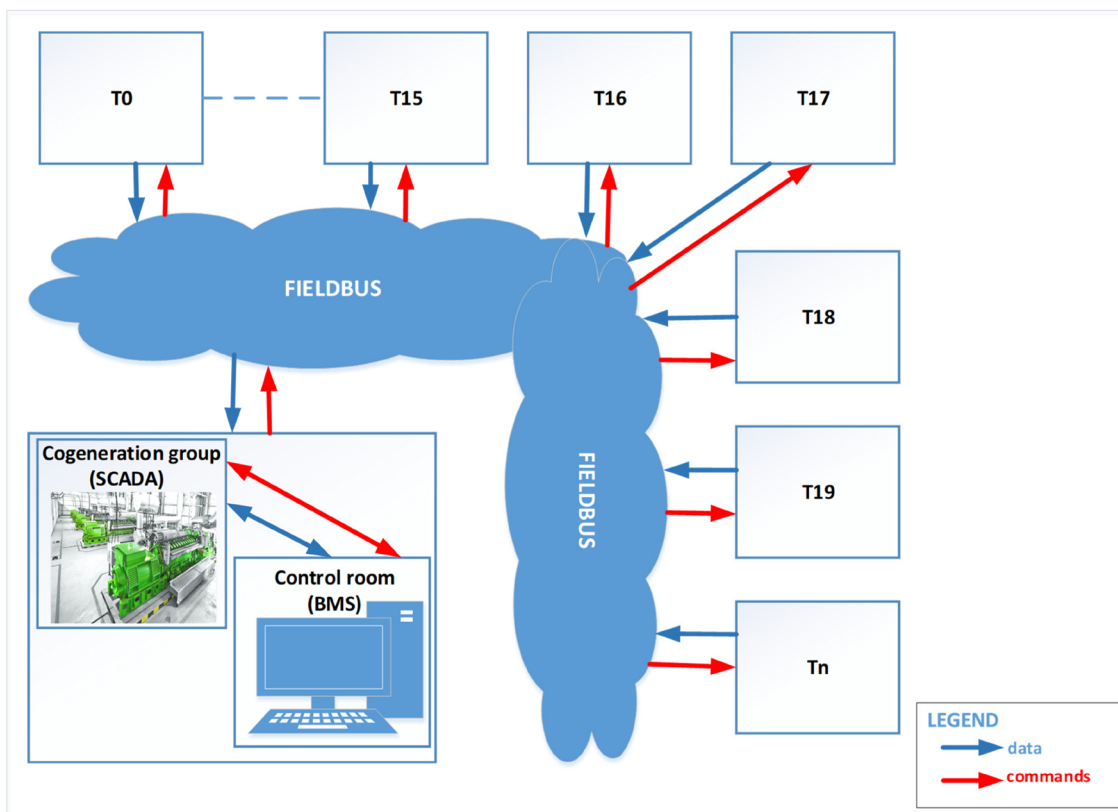 T0
T15
T16
T17
FIELDBUS
T18
Cogeneration group
(SCADA)
T19
FIELDBUS
Control room
(BMS)
Tn
LEGEND
data
commands